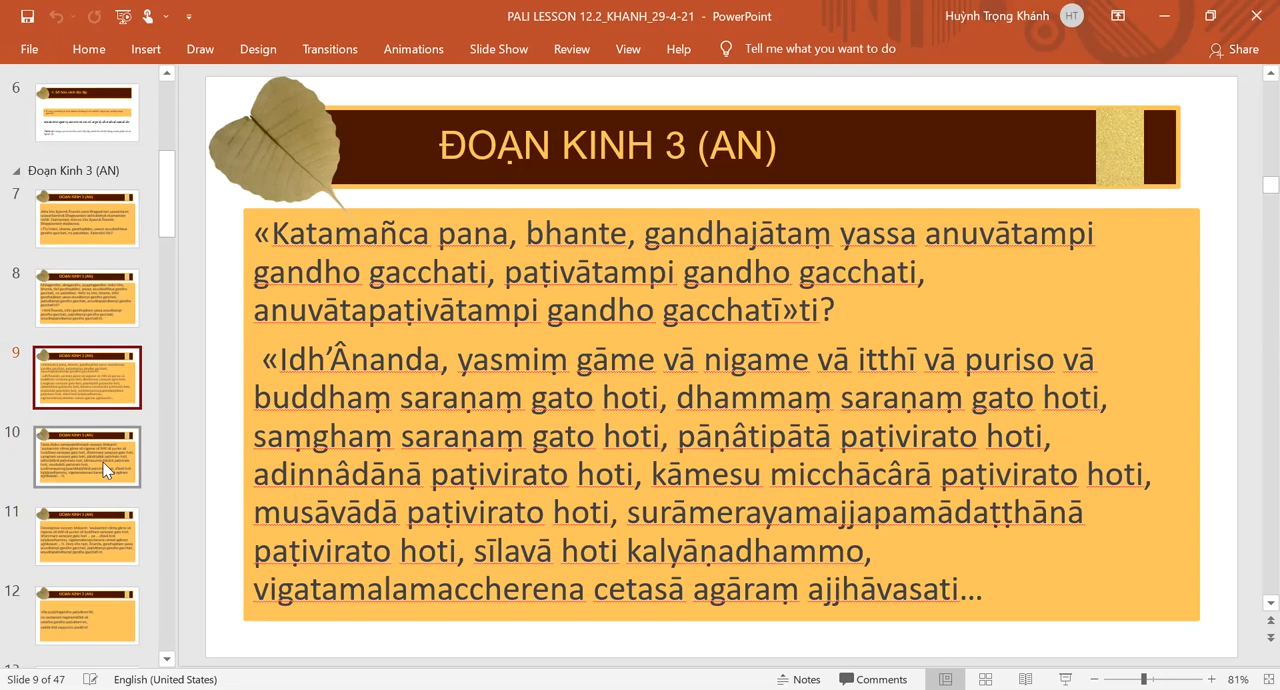 PALI LESSON 12.2_KHANH_29-4-21 - PowerPoint
Huỳnh Trọng Khánh HT
File Home Insert Draw Design Transitions Animations Slide Show Review View Help Tell me what you want to do Share
6
Đoạn Kinh 3 (AN)
7
8
9
10
11
12
ĐOẠN KINH 3 (AN)
«Katamañca pana, bhante, gandhajātaṃ yassa anuvātampi
gandho gacchati, paṭivātampi gandho gacchati,
anuvātapaṭivātampi gandho gacchatī»ti?
«Idh’Ânanda, yasmiṃ gāme vā nigame vā itthī vā puriso vā
buddhaṃ saraṇaṃ gato hoti, dhammaṃ saraṇaṃ gato hoti,
saṃghaṃ saraṇaṃ gato hoti, pāṇâtipātā paṭivirato hoti,
adinnâdānā paṭivirato hoti, kāmesu micchācârā paṭivirato hoti,
musāvādā paṭivirato hoti, surāmerayamajjapamādaṭṭhānā
paṭivirato hoti, sīlavā hoti kalyāṇadhammo,
vigatamalamaccherena cetasā agāraṃ ajjhāvasati...
Slide 9 of 47 English (United States) Notes Comments 81%